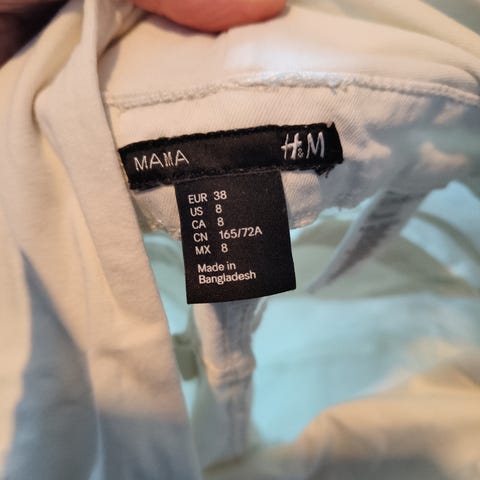 MAMA H&M
EUR 38
US 8
CA 8
CN 165/72A
MX 8
Made in
Bangladesh